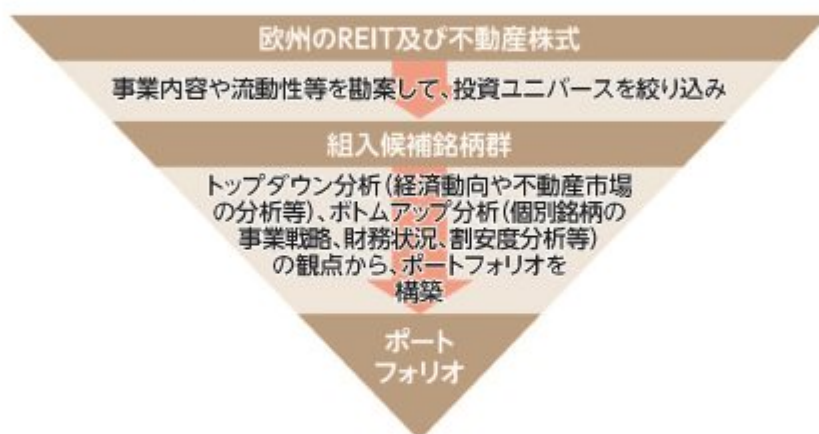 欧州のREIT及び不動産株式
事業内容や流動性等を勘案して、投資ユニバースを絞り込み
組入候補銘柄群
トップダウン分析(経済動向や不動産市場
の分析等)、ボトムアップ分析(個別銘柄の
事業戦略、財務状況、割安度分析等)
の観点から、ポートフォリオを
構築
ポート
フォリオ